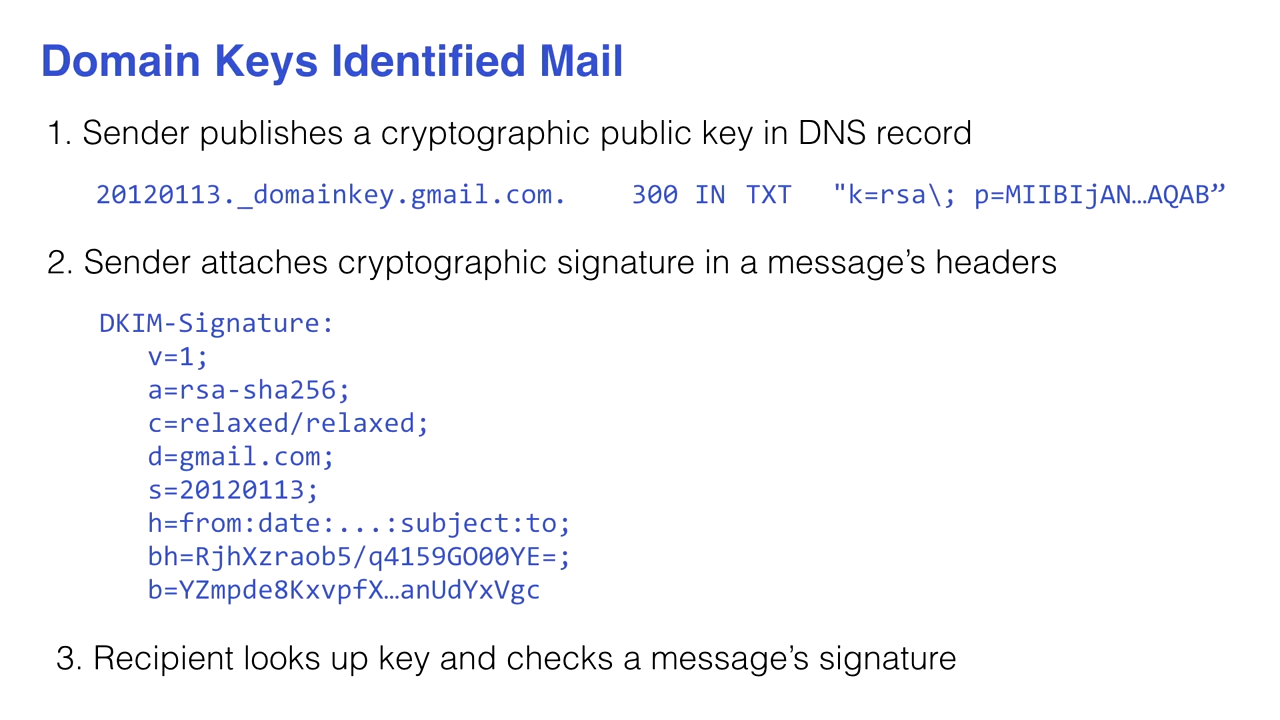 Domain Keys Identified Mail
1. Sender publishes a cryptographic public key in DNS record
20120113._domainkey.gmail.com. 300 IN TXT "k=rsa\; p=MIIBIjAN…AQAB”
2. Sender attaches cryptographic signature in a message’s headers
DKIM-Signature:
v=1;
a=rsa-sha256;
c=relaxed/relaxed;
d=gmail.com;
s=20120113;
h=from:date:...:subject:to;
bh=RjhXzraob5/q4159GO00YE=;
b=YZmpde8KxvpfX…anUdYxVgc
3. Recipient looks up key and checks a message’s signature